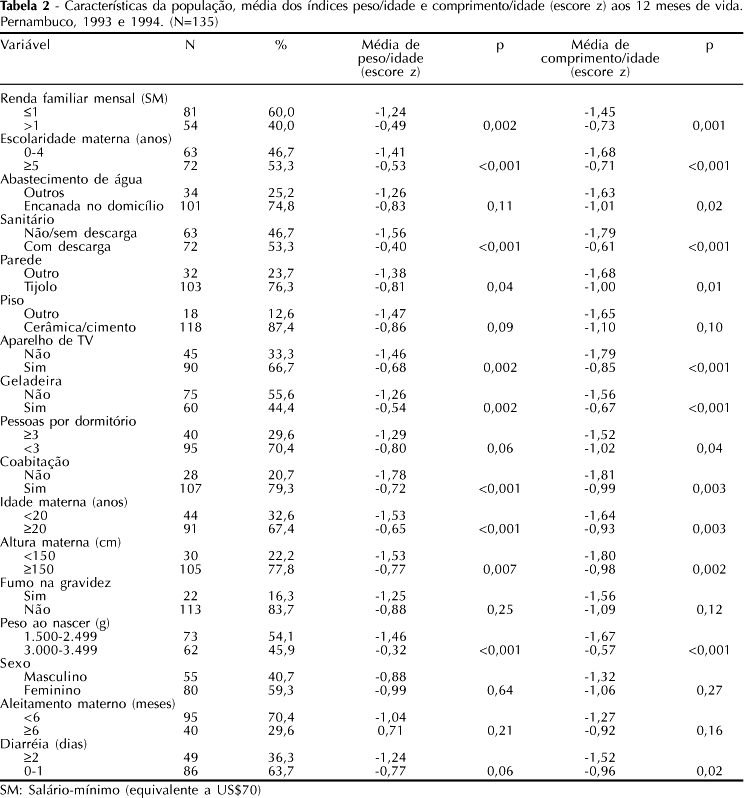 Tabela 2 - Características da população, média dos índices peso/idade e comprimento/idade (escore z) aos 12 meses de vida.
Pernambuco, 1993 e 1994. (N=135)
Variável N % Média de p Média de p
peso/idade comprimento/idade
(escore z) (escore z)
Renda familiar mensal (SM)
≤1 81 60,0 -1,24 -1,45
>1 54 40,0 -0,49 0,002 -0,73 0,001
Escolaridade materna (anos)
0-4 63 46,7 -1,41 -1,68
≥5 72 53,3 -0,53 <0,001 -0,71 <0,001
Abastecimento de água
Outros 34 25,2 -1,26 -1,63
Encanada no domicílio 101 74,8 -0,83 0,11 -1,01 0,02
Sanitário
Não/sem descarga 63 46,7 -1,56 -1,79
Com descarga 72 53,3 -0,40 <0,001 -0,61 <0,001
Parede
Outro 32 23,7 -1,38 -1,68
Tijolo 103 76,3 -0,81 0,04 -1,00 0,01
Piso
Outro 18 12,6 -1,47 -1,65
Cerâmica/cimento 118 87,4 -0,86 0,09 -1,10 0,10
Aparelho de TV
Não 45 33,3 -1,46 -1,79
Sim 90 66,7 -0,68 0,002 -0,85 <0,001
Geladeira
Não 75 55,6 -1,26 -1,56
Sim 60 44,4 -0,54 0,002 -0,67 <0,001
Pessoas por dormitório
≥3 40 29,6 -1,29 -1,52
<3 95 70,4 -0,80 0,06 -1,02 0,04
Coabitação
Não 28 20,7 -1,78 -1,81
Sim 107 79,3 -0,72 <0,001 -0,99 0,003
Idade materna (anos)
<20 44 32,6 -1,53 -1,64
≥20 91 67,4 -0,65 <0,001 -0,93 0,003
Altura materna (cm)
<150 30 22,2 -1,53 -1,80
≥150 105 77,8 -0,77 0,007 -0,98 0,002
Fumo na gravidez
Sim 22 16,3 -1,25 -1,56
Não 113 83,7 -0,88 0,25 -1,09 0,12
Peso ao nascer (g)
1.500-2.499 73 54,1 -1,46 -1,67
3.000-3.499 62 45,9 -0,32 <0,001 -0,57 <0,001
Sexo
Masculino 55 40,7 -0,88 -1,32
Feminino 80 59,3 -0,99 0,64 -1,06 0,27
Aleitamento materno (meses)
<6 95 70,4 -1,04 -1,27
≥6 40 29,6 0,71 0,21 -0,92 0,16
Diarréia (dias)
≥2 49 36,3 -1,24 -1,52
0-1 86 63,7 -0,77 0,06 -0,96 0,02
SM: Salário-mínimo (equivalente a US$70)